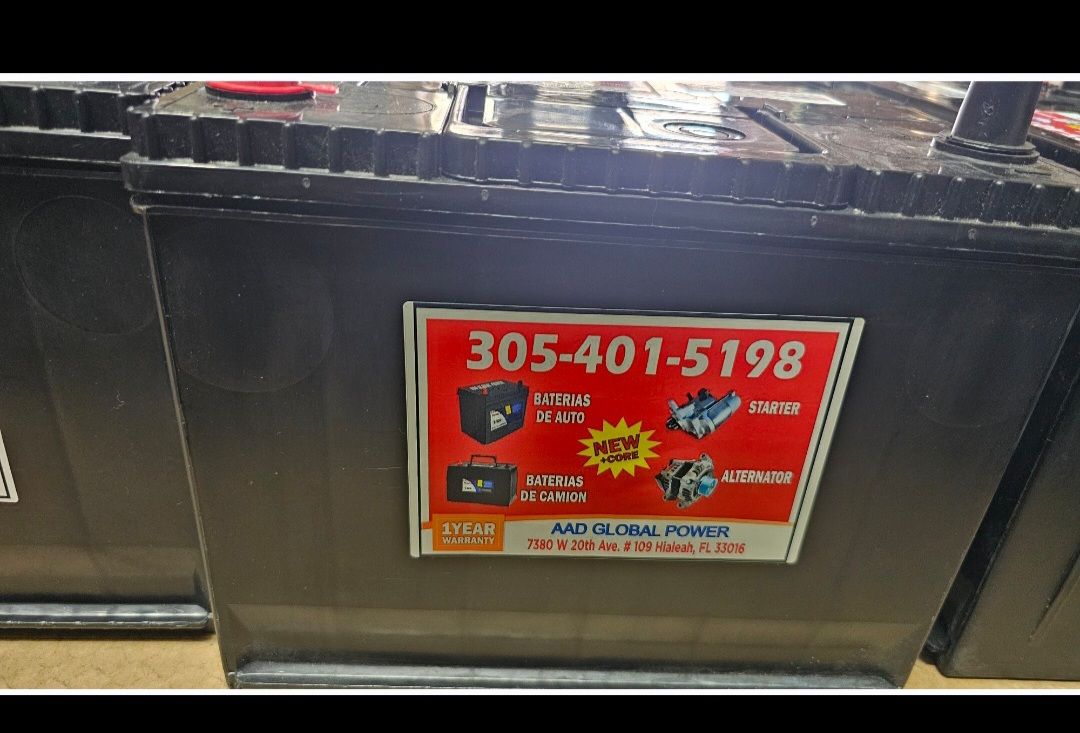 305-401-5198
BATERIAS
DE AUTO
STARTER
NEW
+CORE
BATERIAS
DE CAMION
ALTERNATOR
1YEAR
WARRANTY
AAD GLOBAL POWER
7380 W 20th Ave. # 109 Hialeah, FL 33016